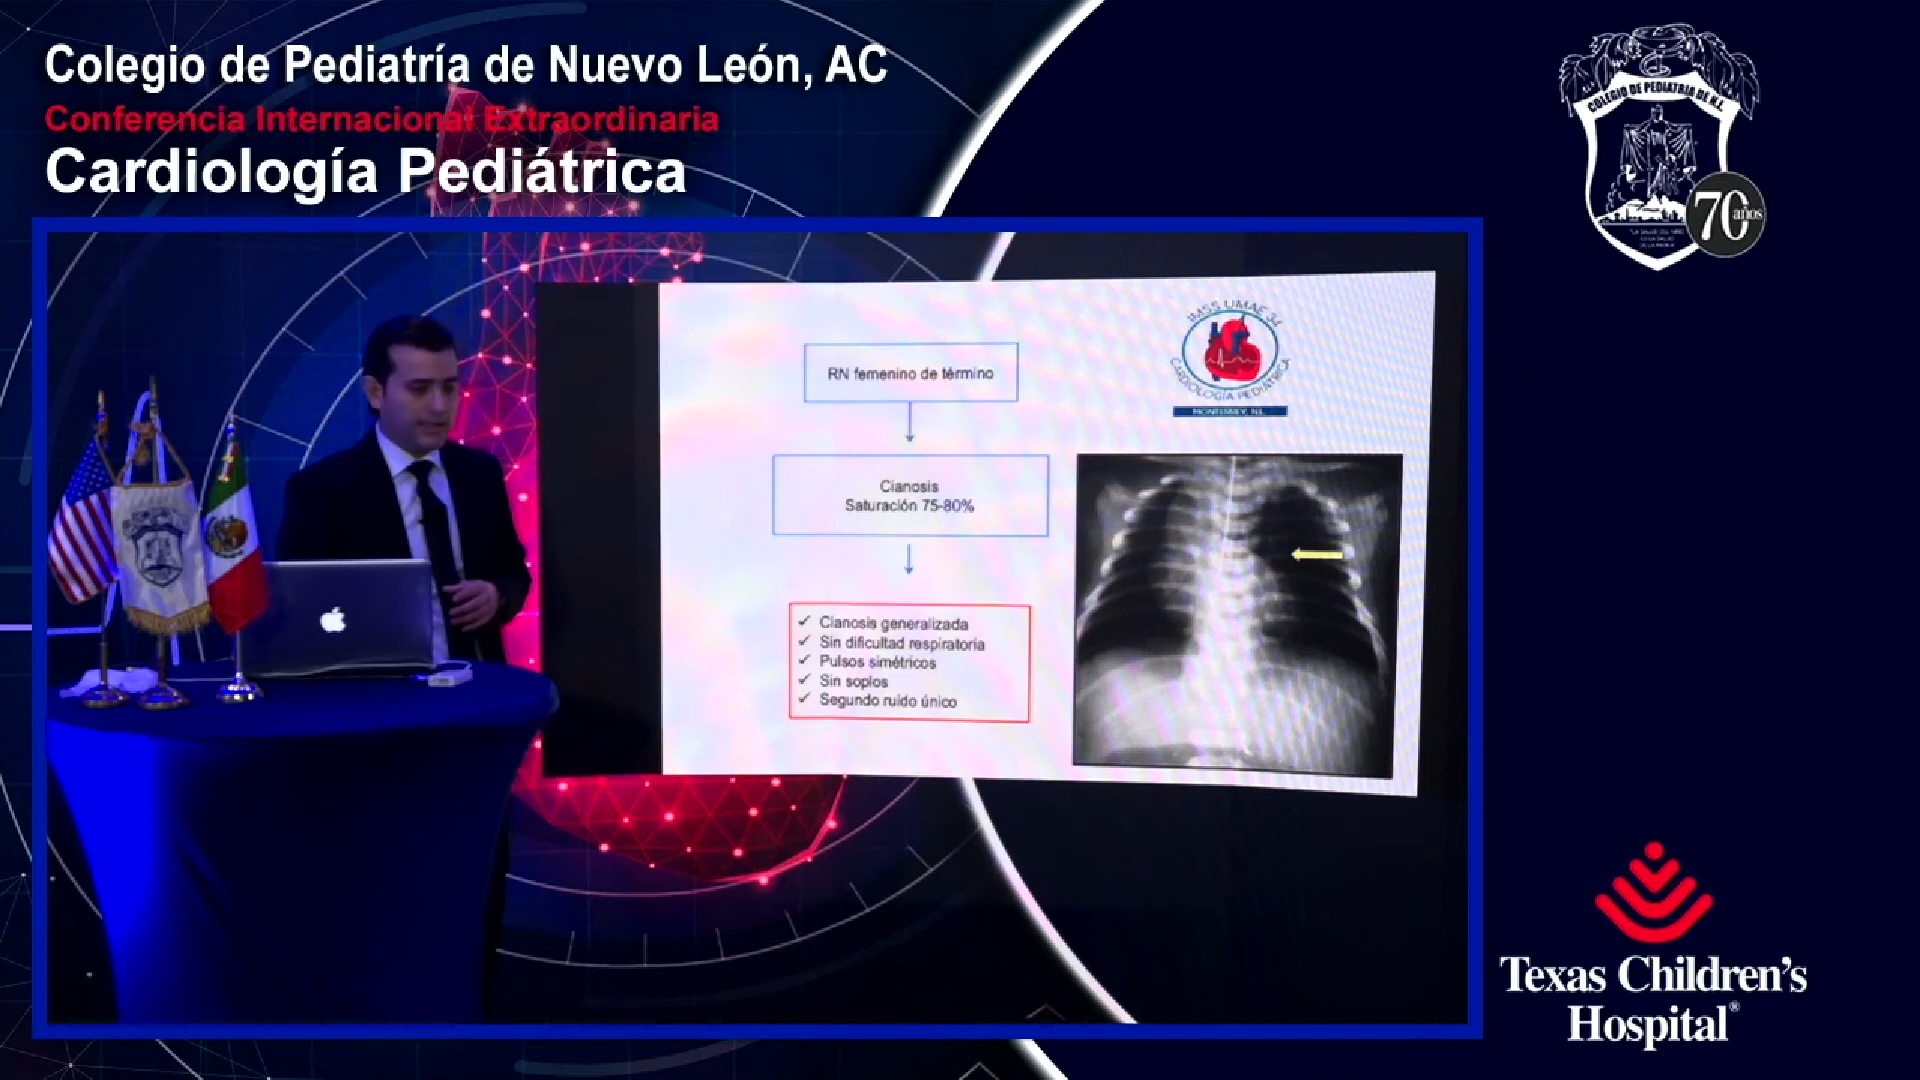 Colegio de Pediatría de Nuevo León, AC
Conferencia Internacional Extraordinaria
Cardiología Pediátrica
COLEGIO DE PEDIATRIA DE N.L.
70
años
IMSS UMAE 34
CARDIOLOGÍA PEDIÁTRICA
MONTERREY, N.L.
RN femenino de término
Cianosis
Saturación 75-80%
✓ Cianosis generalizada
✓ Sin dificultad respiratoria
✓ Pulsos simétricos
✓ Sin soplos
✓ Segundo ruido único
Texas Children's
Hospital®